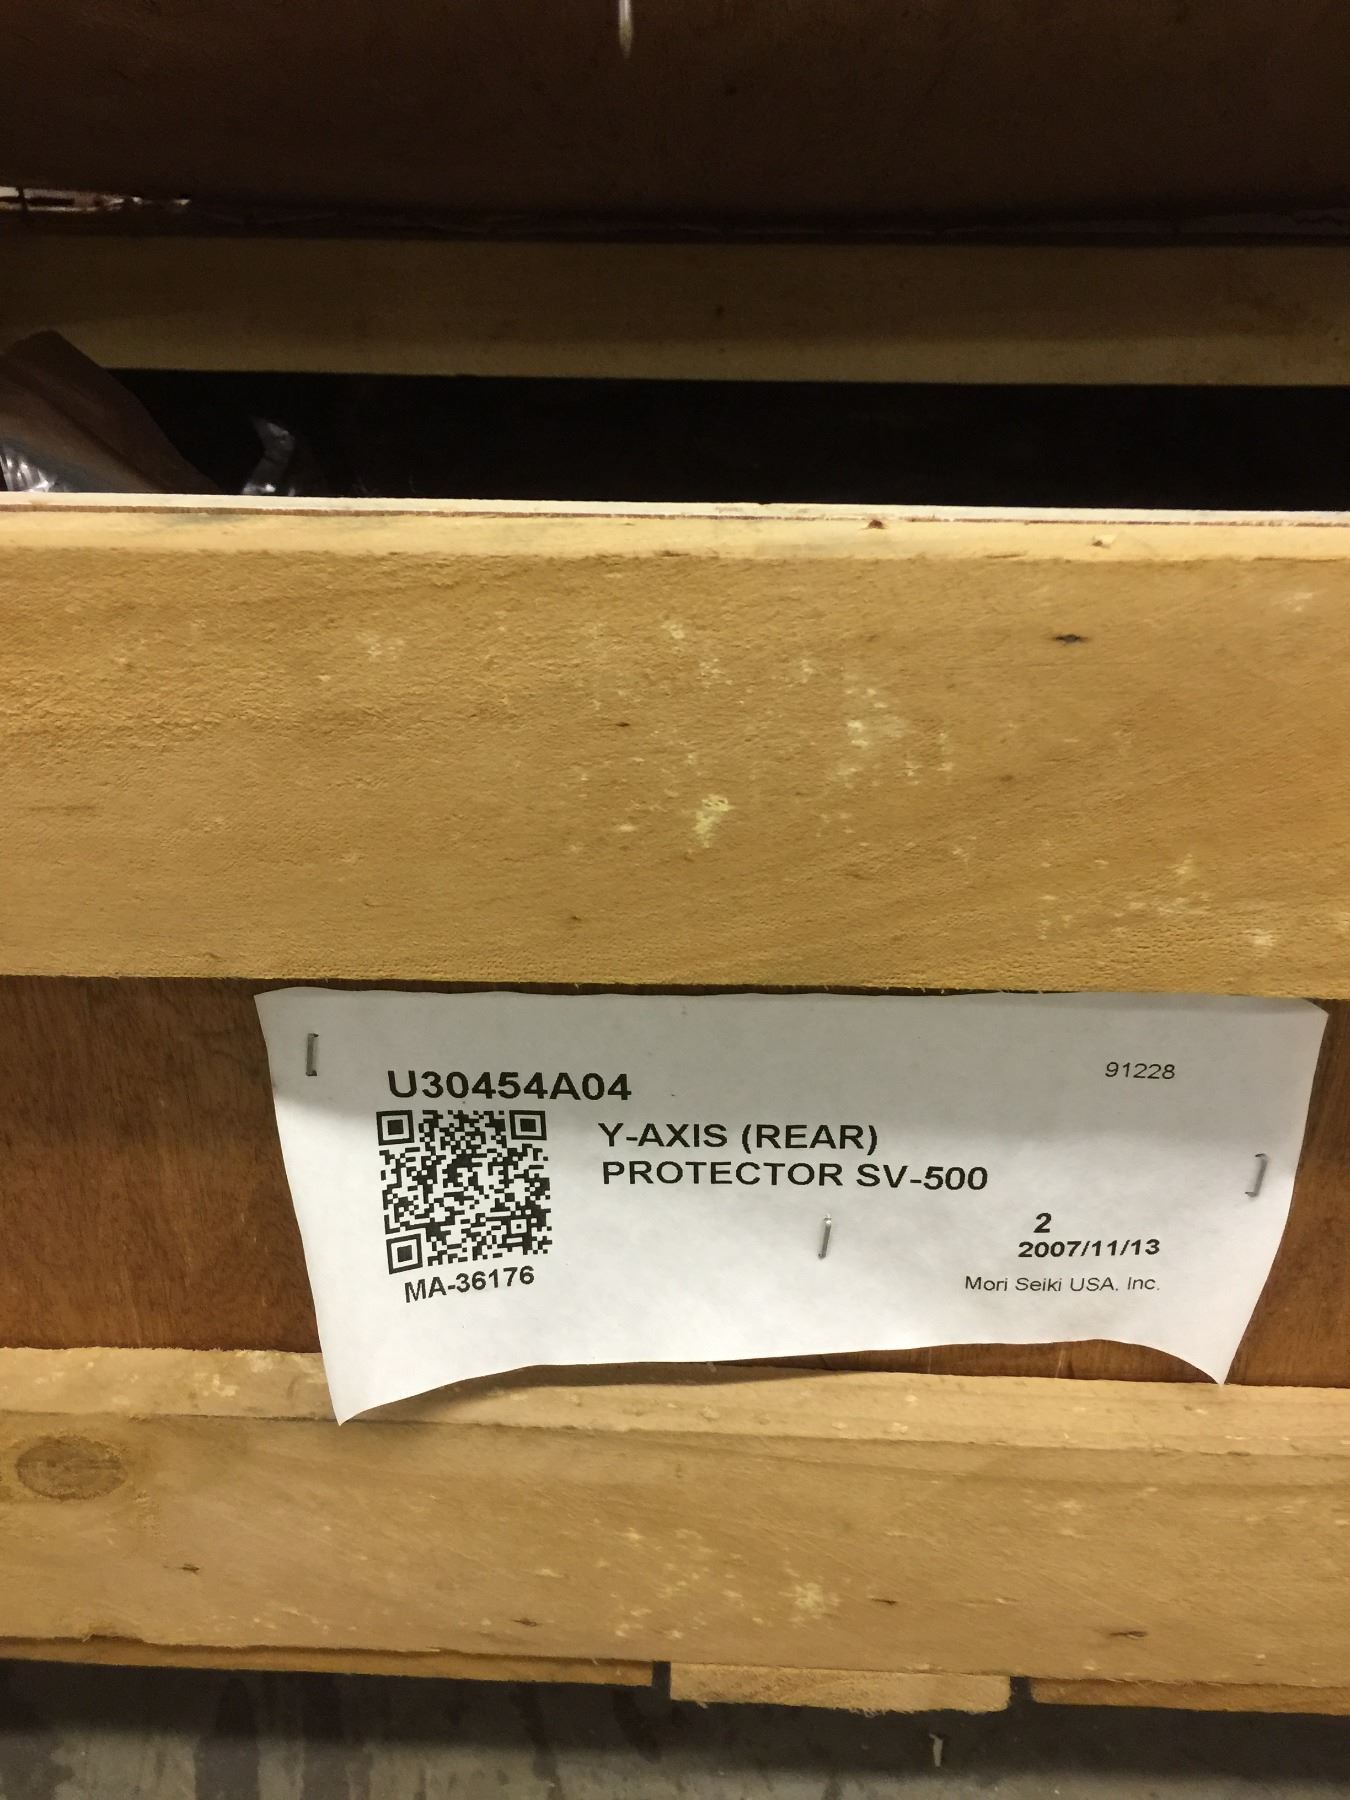 U30454A04
91228
Y-AXIS (REAR)
PROTECTOR SV-500
2
2007/11/13
MA-36176
Mori Seiki USA, Inc.